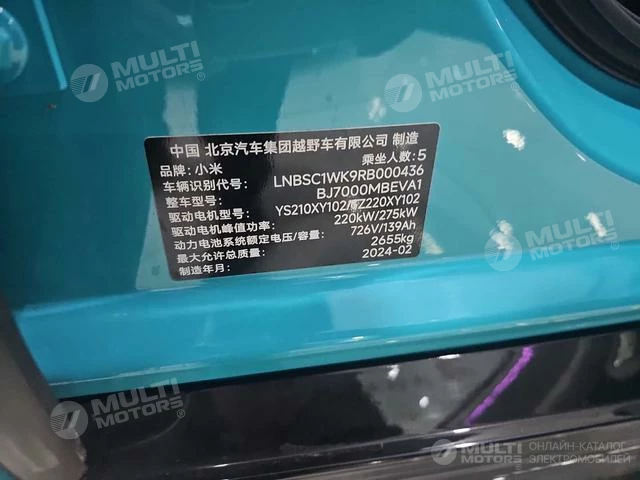 MULTI
MOTORS®
MULTI
MOTORS®
中国 北京汽车集团越野车有限公司 制造
品牌:小米 乘坐人数:5
车辆识别代号: LNBSC1WK9RB000436
整车型号: BJ7000MBEVA1
驱动电机型号: YS210XY102/TZ220XY102
驱动电机峰值功率: 220kW/275kW
动力电池系统额定电压/容量: 726V/139Ah
最大允许总质量: 2655kg
制造年月: 2024-02
MULTI
MOTORS®
MULTI
MOTORS®
MULTI
MOTORS®
MULTI
MOTORS®
ОНЛАЙН-КАТАЛОГ
ЭЛЕКТРОМОБИЛЕЙ